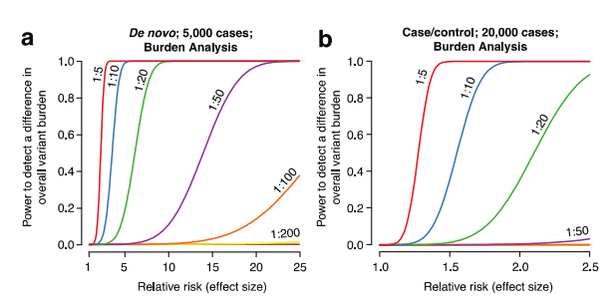 a
De novo; 5,000 cases;
Burden Analysis
Power to detect a difference in
overall variant burden
1.0
0.8
0.6
0.4
0.2
0.0
1:5
1:10
1:20
1:50
1:100
1:200
1 5 10 15 20 25
Relative risk (effect size)
b
Case/control; 20,000 cases;
Burden Analysis
Power to detect a difference in
overall variant burden
1.0
0.8
0.6
0.4
0.2
0.0
1:5
1:10
1:20
1:50
1.0 1.5 2.0 2.5
Relative risk (effect size)